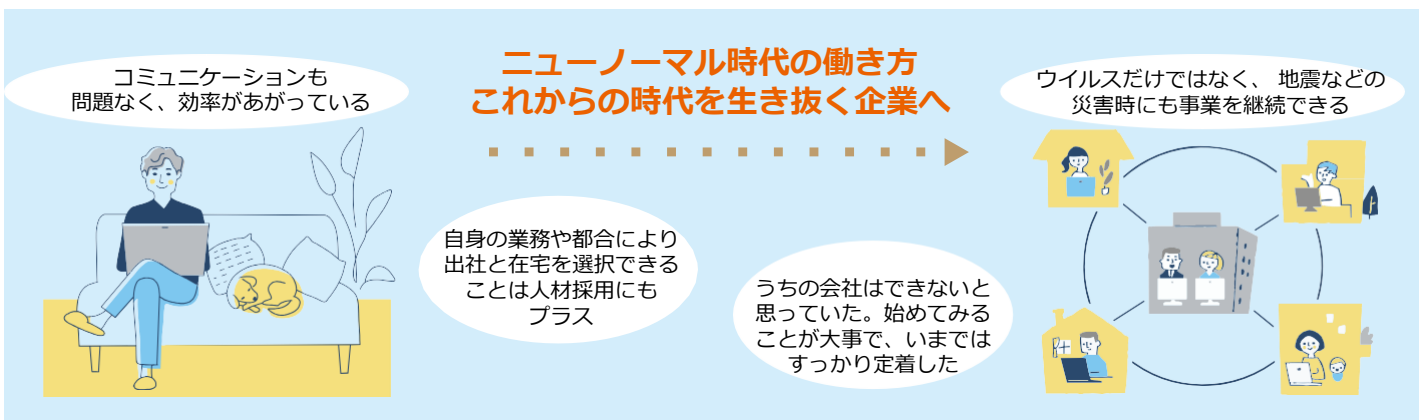 コミュニケーションも
問題なく、効率があがっている
ニューノーマル時代の働き方
これからの時代を生き抜く企業へ
ウイルスだけではなく、 地震などの
災害時にも事業を継続できる
自身の業務や都合により
出社と在宅を選択できる
ことは人材採用にも
プラス
うちの会社はできないと
思っていた。始めてみる
ことが大事で、いまでは
すっかり定着した